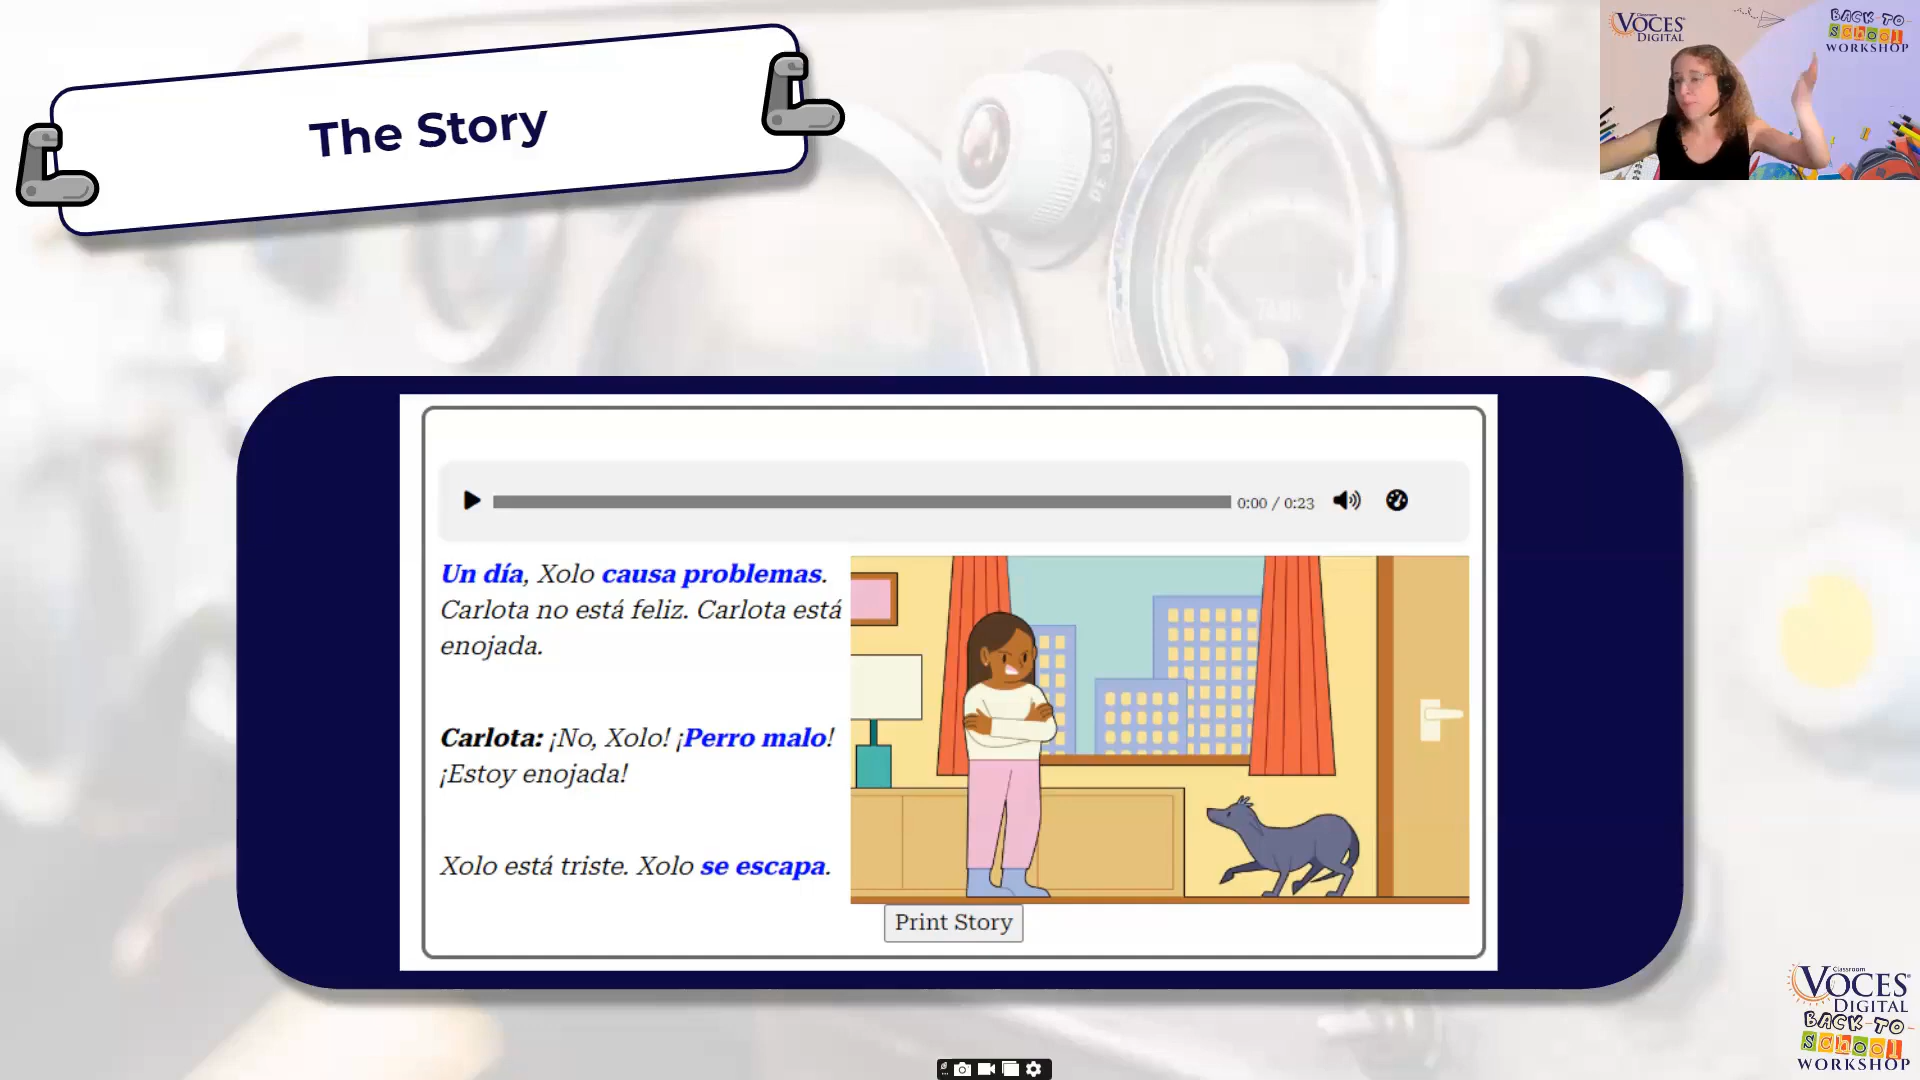 The Story
Classroom
VOCES
DIGITAL
BACK-TO-
SCHOOL
WORKSHOP
0:00 / 0:23
Un día, Xolo causa problemas.
Carlota no está feliz. Carlota está
enojada.
Carlota: ¡No, Xolo! ¡Perro malo!
¡Estoy enojada!
Xolo está triste. Xolo se escapa.
Print Story
Classroom
VOCES
DIGITAL
BACK-TO-
SCHOOL
WORKSHOP